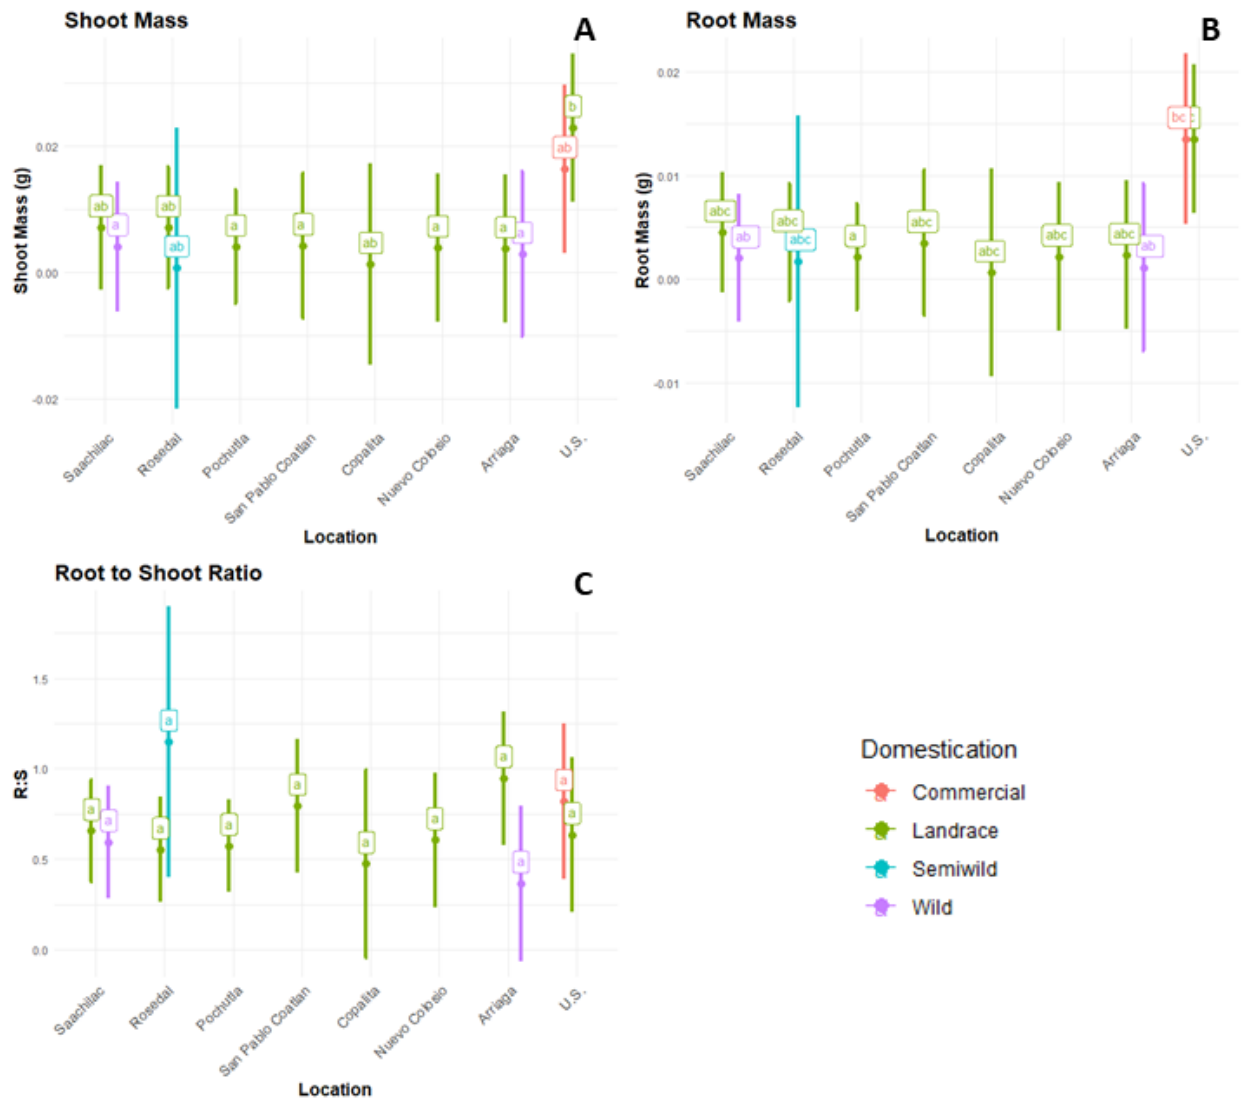 Shoot Mass
A
Shoot Mass (g)
0.02
0.00
-0.02
ab
a
ab
ab
a
a
ab
a
a
a
ab
b
Saachilac
Rosedal
Pochutla
San Pablo Coatlan
Copalita
Nuevo Colosio
Arriaga
U.S.
Location
Root Mass
B
Root Mass (g)
0.02
0.01
0.00
-0.01
abc
ab
abc
abc
a
abc
abc
abc
abc
ab
bc
c
Saachilac
Rosedal
Pochutla
San Pablo Coatlan
Copalita
Nuevo Colosio
Arriaga
U.S.
Location
Root to Shoot Ratio
C
R:S
1.5
1.0
0.5
0.0
a
a
a
a
a
a
a
a
a
a
a
a
Saachilac
Rosedal
Pochutla
San Pablo Coatlan
Copalita
Nuevo Colosio
Arriaga
U.S.
Location
Domestication
Commercial
Landrace
Semiwild
Wild